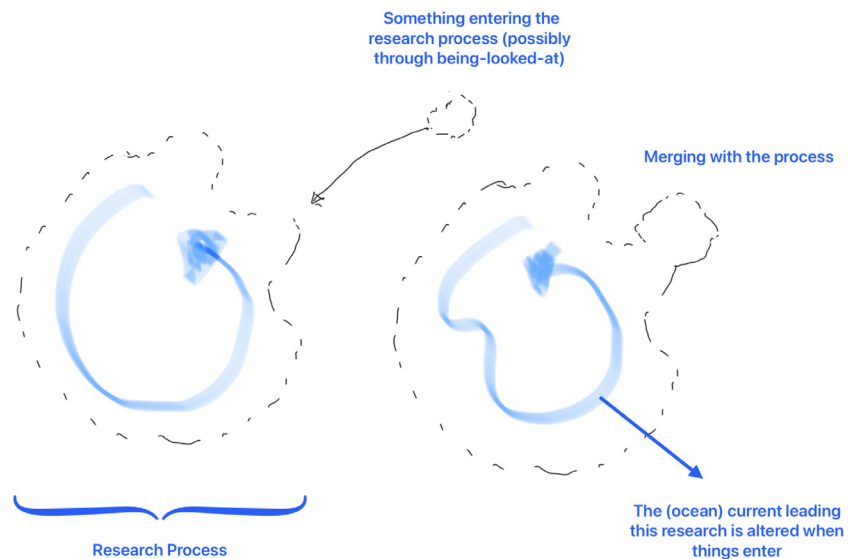 Something entering the
research process (possibly
through being-looked-at)
Merging with the process
The (ocean) current leading
this research is altered when
things enter
Research Process